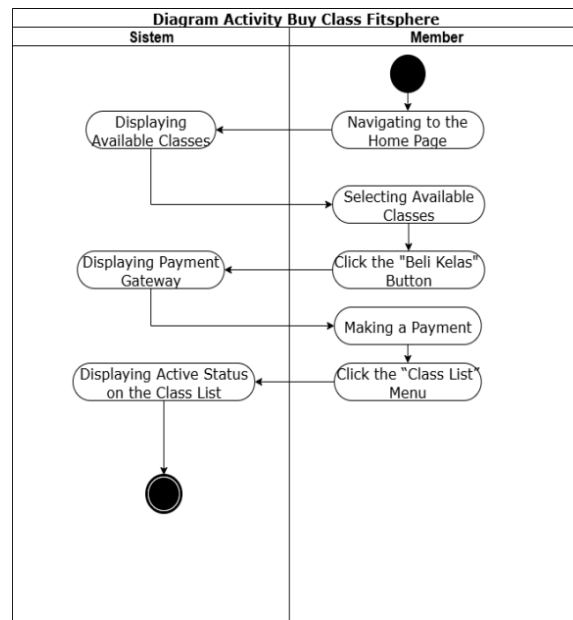 Diagram Activity Buy Class Fitsphere
Sistem
Member
Navigating to the
Home Page
Displaying
Available Classes
Selecting Available
Classes
Click the "Beli Kelas"
Button
Displaying Payment
Gateway
Making a Payment
Click the “Class List”
Menu
Displaying Active Status
on the Class List